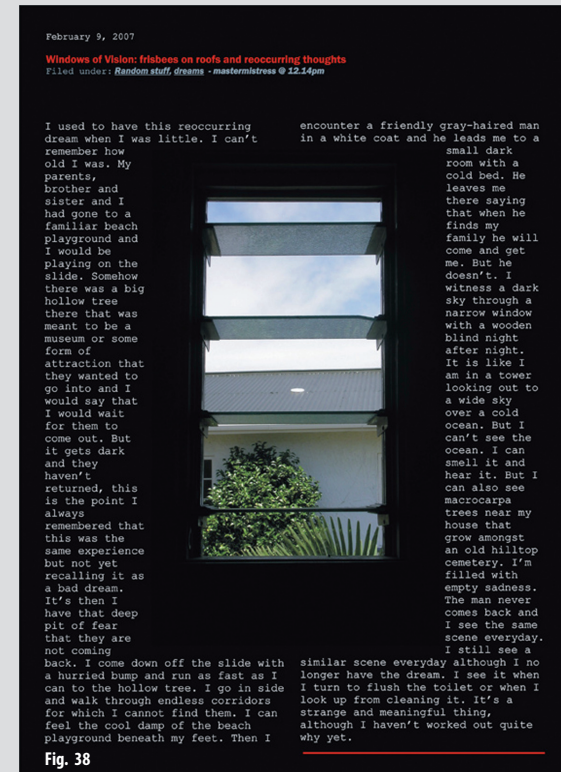 February 9, 2007
Windows of Vision: frisbees on roofs and reoccurring thoughts
Filed under: Random stuff, dreams - mastermistress @ 12.14pm
I used to have this reoccurring
dream when I was little. I can't
remember how
old I was. My
parents,
brother and
sister and I
had gone to a
familiar beach
playground and
I would be
playing on the
slide. Somehow
there was a big
hollow tree
there that was
meant to be a
museum or some
form of
attraction that
they wanted to
go into and I
would say that
I would wait
for them to
come out. But
it gets dark
and they
haven't
returned, this
is the point I
always
remembered that
this was the
same experience
but not yet
recalling it as
a bad dream.
It's then I
have that deep
pit of fear
that they are
not coming
back. I come down off the slide with
a hurried bump and run as fast as I
can to the hollow tree. I go in side
and walk through endless corridors
for which I cannot find them. I can
feel the cool damp of the beach
playground beneath my feet. Then I
encounter a friendly gray-haired man
in a white coat and he leads me to a
small dark
room with a
cold bed. He
leaves me
there saying
that when he
finds my
family he will
come and get
me. But he
doesn't. I
witness a dark
sky through a
narrow window
with a wooden
blind night
after night.
It is like I
am in a tower
looking out to
a wide sky
over a cold
ocean. But I
can't see the
ocean. I can
smell it and
hear it. But I
can also see
macrocarpa
trees near my
house that
grow amongst
an old hilltop
cemetery. I'm
filled with
empty sadness.
The man never
comes back and
I see the same
scene everyday.
I still see a
similar scene everyday although I no
longer have the dream. I see it when
I turn to flush the toilet or when I
look up from cleaning it. It's a
strange and meaningful thing,
although I haven't worked out quite
why yet.
Fig. 38